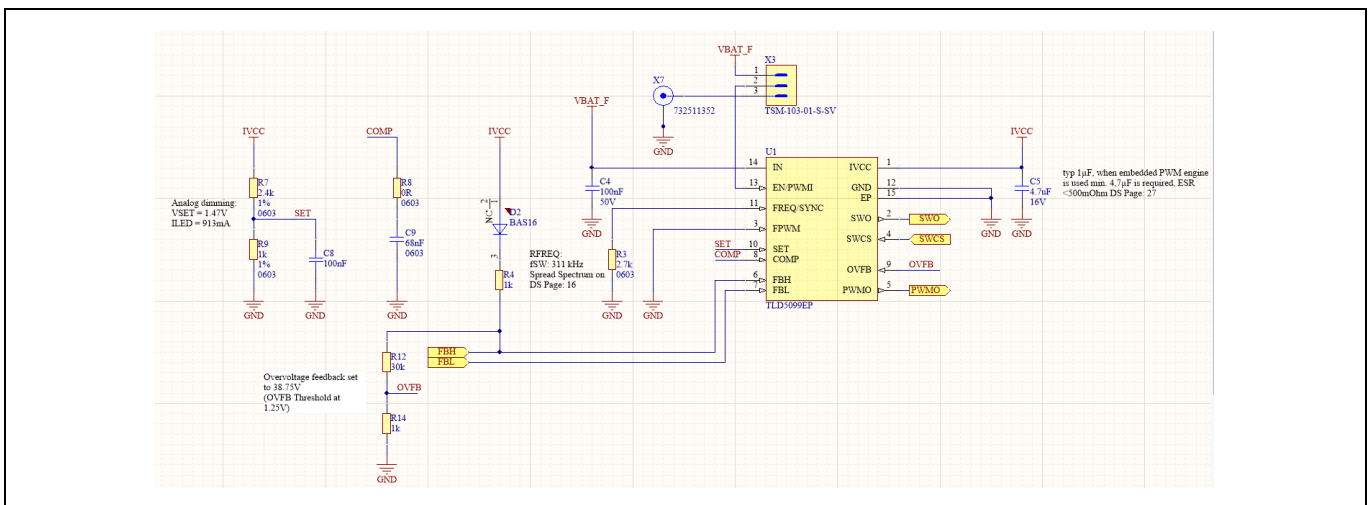 VBAT_F
X3
1
2
3
TSM-103-01-S-SV
X7
732511352
GND
VBAT_F
IVCC
R7
2.4k
1%
0603
Analog dimming:
VSET = 1.47V
ILED = 913mA
SET
R9
1k
1%
0603
C8
100nF
GND
GND
COMP
R8
0R
0603
C9
68nF
0603
GND
IVCC
NC
2
D2
BAS16
3
R4
1k
RFREQ:
fSW: 311 kHz
Spread Spectrum on
DS Page: 16
C4
100nF
50V
GND
R3
2.7k
0603
GND
GND
U1
14 IN
13 EN/PWMI
11 FREQ/SYNC
3 FPWM
SET 10 SET
COMP 8 COMP
6 FBH
7 FBL
TLD5099EP
IVCC 1
GND 12
EP 15
SWO 2 SWO
SWCS 4 SWCS
OVFB 9 OVFB
PWMO 5 PWMO
GND
IVCC
C5
4.7uF
16V
GND
typ 1µF, when embedded PWM engine
is used min. 4,7µF is required, ESR
<500mOhm DS Page: 27
FBH
FBL
R12
30k
Overvoltage feedback set
to 38.75V
(OVFB Threshold at
1.25V)
OVFB
R14
1k
GND